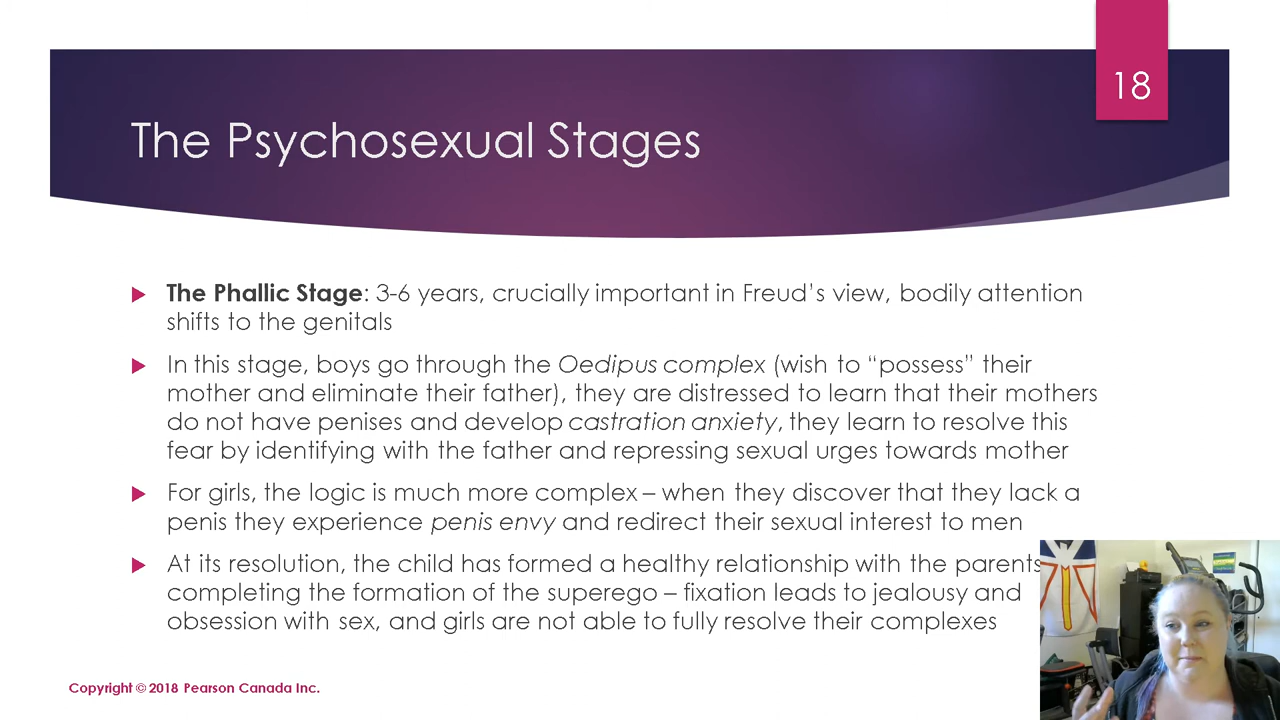 18
The Psychosexual Stages
The Phallic Stage: 3-6 years, crucially important in Freud’s view, bodily attention
shifts to the genitals
In this stage, boys go through the Oedipus complex (wish to “possess” their
mother and eliminate their father), they are distressed to learn that their mothers
do not have penises and develop castration anxiety, they learn to resolve this
fear by identifying with the father and repressing sexual urges towards mother
For girls, the logic is much more complex – when they discover that they lack a
penis they experience penis envy and redirect their sexual interest to men
At its resolution, the child has formed a healthy relationship with the parents
completing the formation of the superego – fixation leads to jealousy and
obsession with sex, and girls are not able to fully resolve their complexes
Copyright © 2018 Pearson Canada Inc.